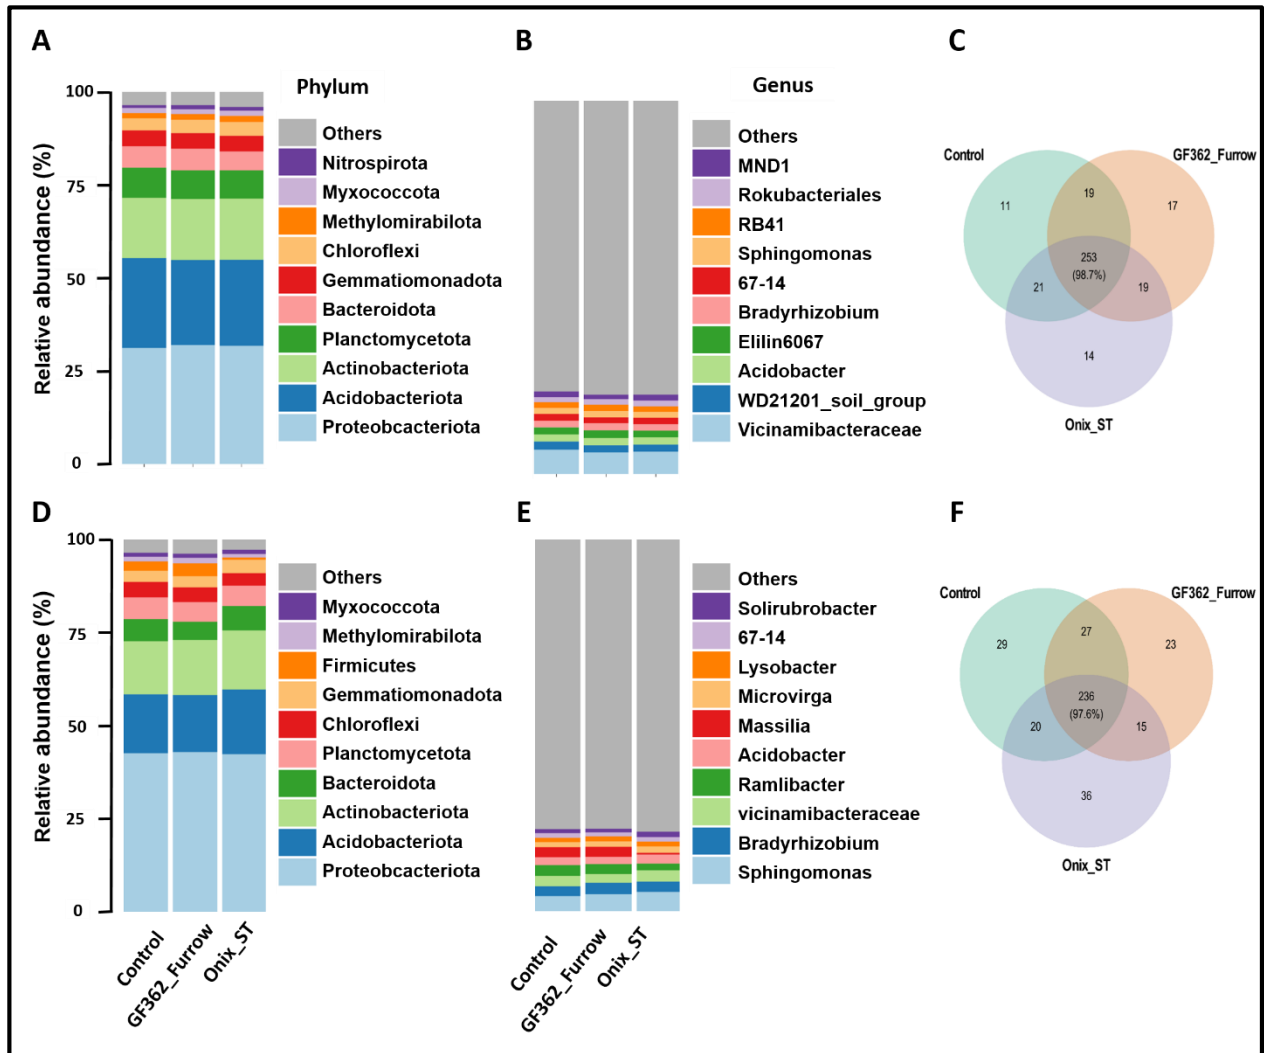 A
B
C
Phylum
Genus
Relative abundance (%)
100
75
50
25
0
Others
Nitrospirota
Myxococcota
Methylomirabilota
Chloroflexi
Gemmatiomonadota
Bacteroidota
Planctomycetota
Actinobacteriota
Acidobacteriota
Proteobcacteriota
Others
MND1
Rokubacteriales
RB41
Sphingomonas
67-14
Bradyrhizobium
Elilin6067
Acidobacter
WD21201_soil_group
Vicinamibacteraceae
Control
GF362_Furrow
11
19
17
253
(98.7%)
21
19
14
Onix_ST
D
E
F
Relative abundance (%)
100
75
50
25
0
Others
Myxococcota
Methylomirabilota
Firmicutes
Gemmatiomonadota
Chloroflexi
Planctomycetota
Bacteroidota
Actinobacteriota
Acidobacteriota
Proteobcacteriota
Control
GF362_Furrow
Onix_ST
Others
Solirubrobacter
67-14
Lysobacter
Microvirga
Massilia
Acidobacter
Ramlibacter
vicinamibacteraceae
Bradyrhizobium
Sphingomonas
Control
GF362_Furrow
Onix_ST
Control
GF362_Furrow
29
27
23
236
(97.6%)
20
15
36
Onix_ST